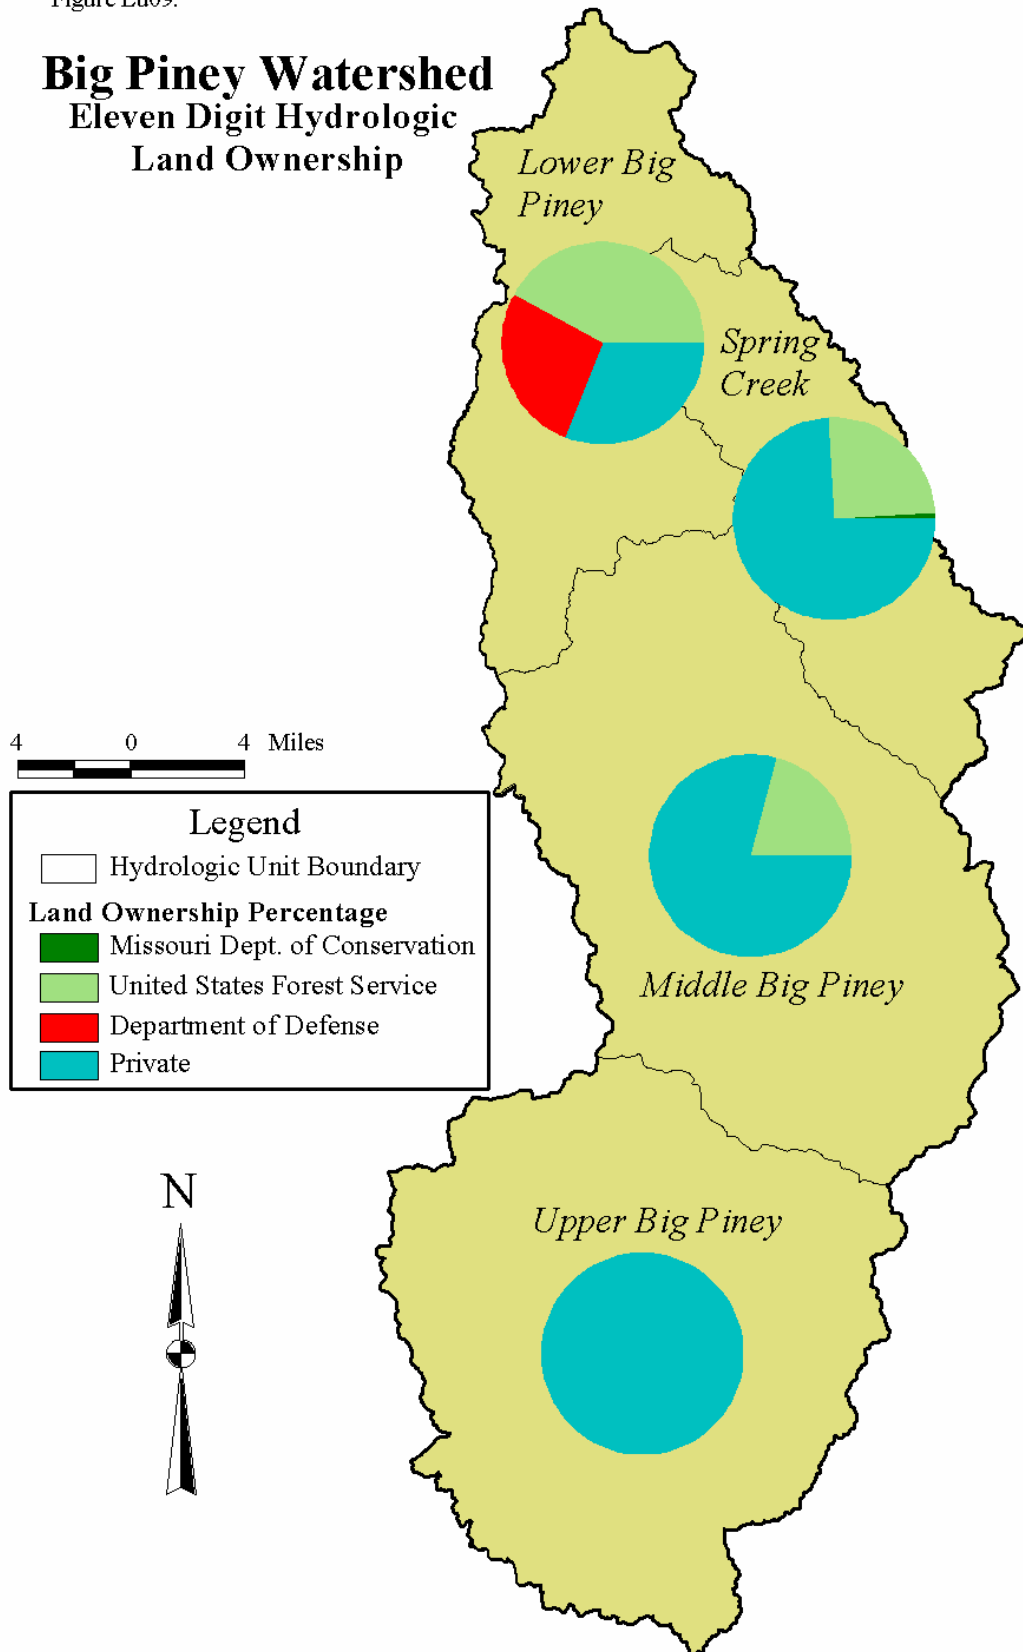 Big Piney Watershed
Eleven Digit Hydrologic
Land Ownership
Lower Big
Piney
Spring
Creek
4 0 4 Miles
Legend
Hydrologic Unit Boundary
Land Ownership Percentage
Missouri Dept. of Conservation
United States Forest Service
Department of Defense
Private
Middle Big Piney
N
Upper Big Piney